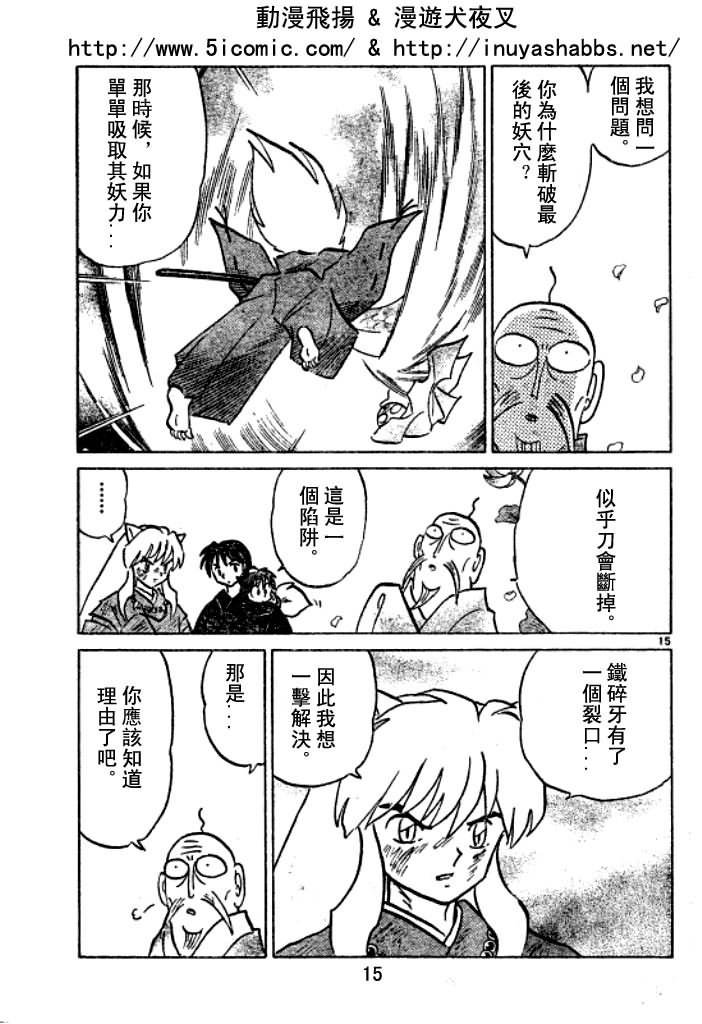 動漫飛揚 & 漫遊犬夜叉
http://www.5icomic.com/ & http://inuyashabbs.net/
我想問一
個問題。
你為什麼斬破最
後的妖穴?
那時候，如果你
單單吸取其妖力...
似乎刀會斷掉。
這是一
個陷阱。
......
15
鐵碎牙有了
一個裂口...
因此我想
一擊解決。
那是...
你應該知道
理由了吧。
15